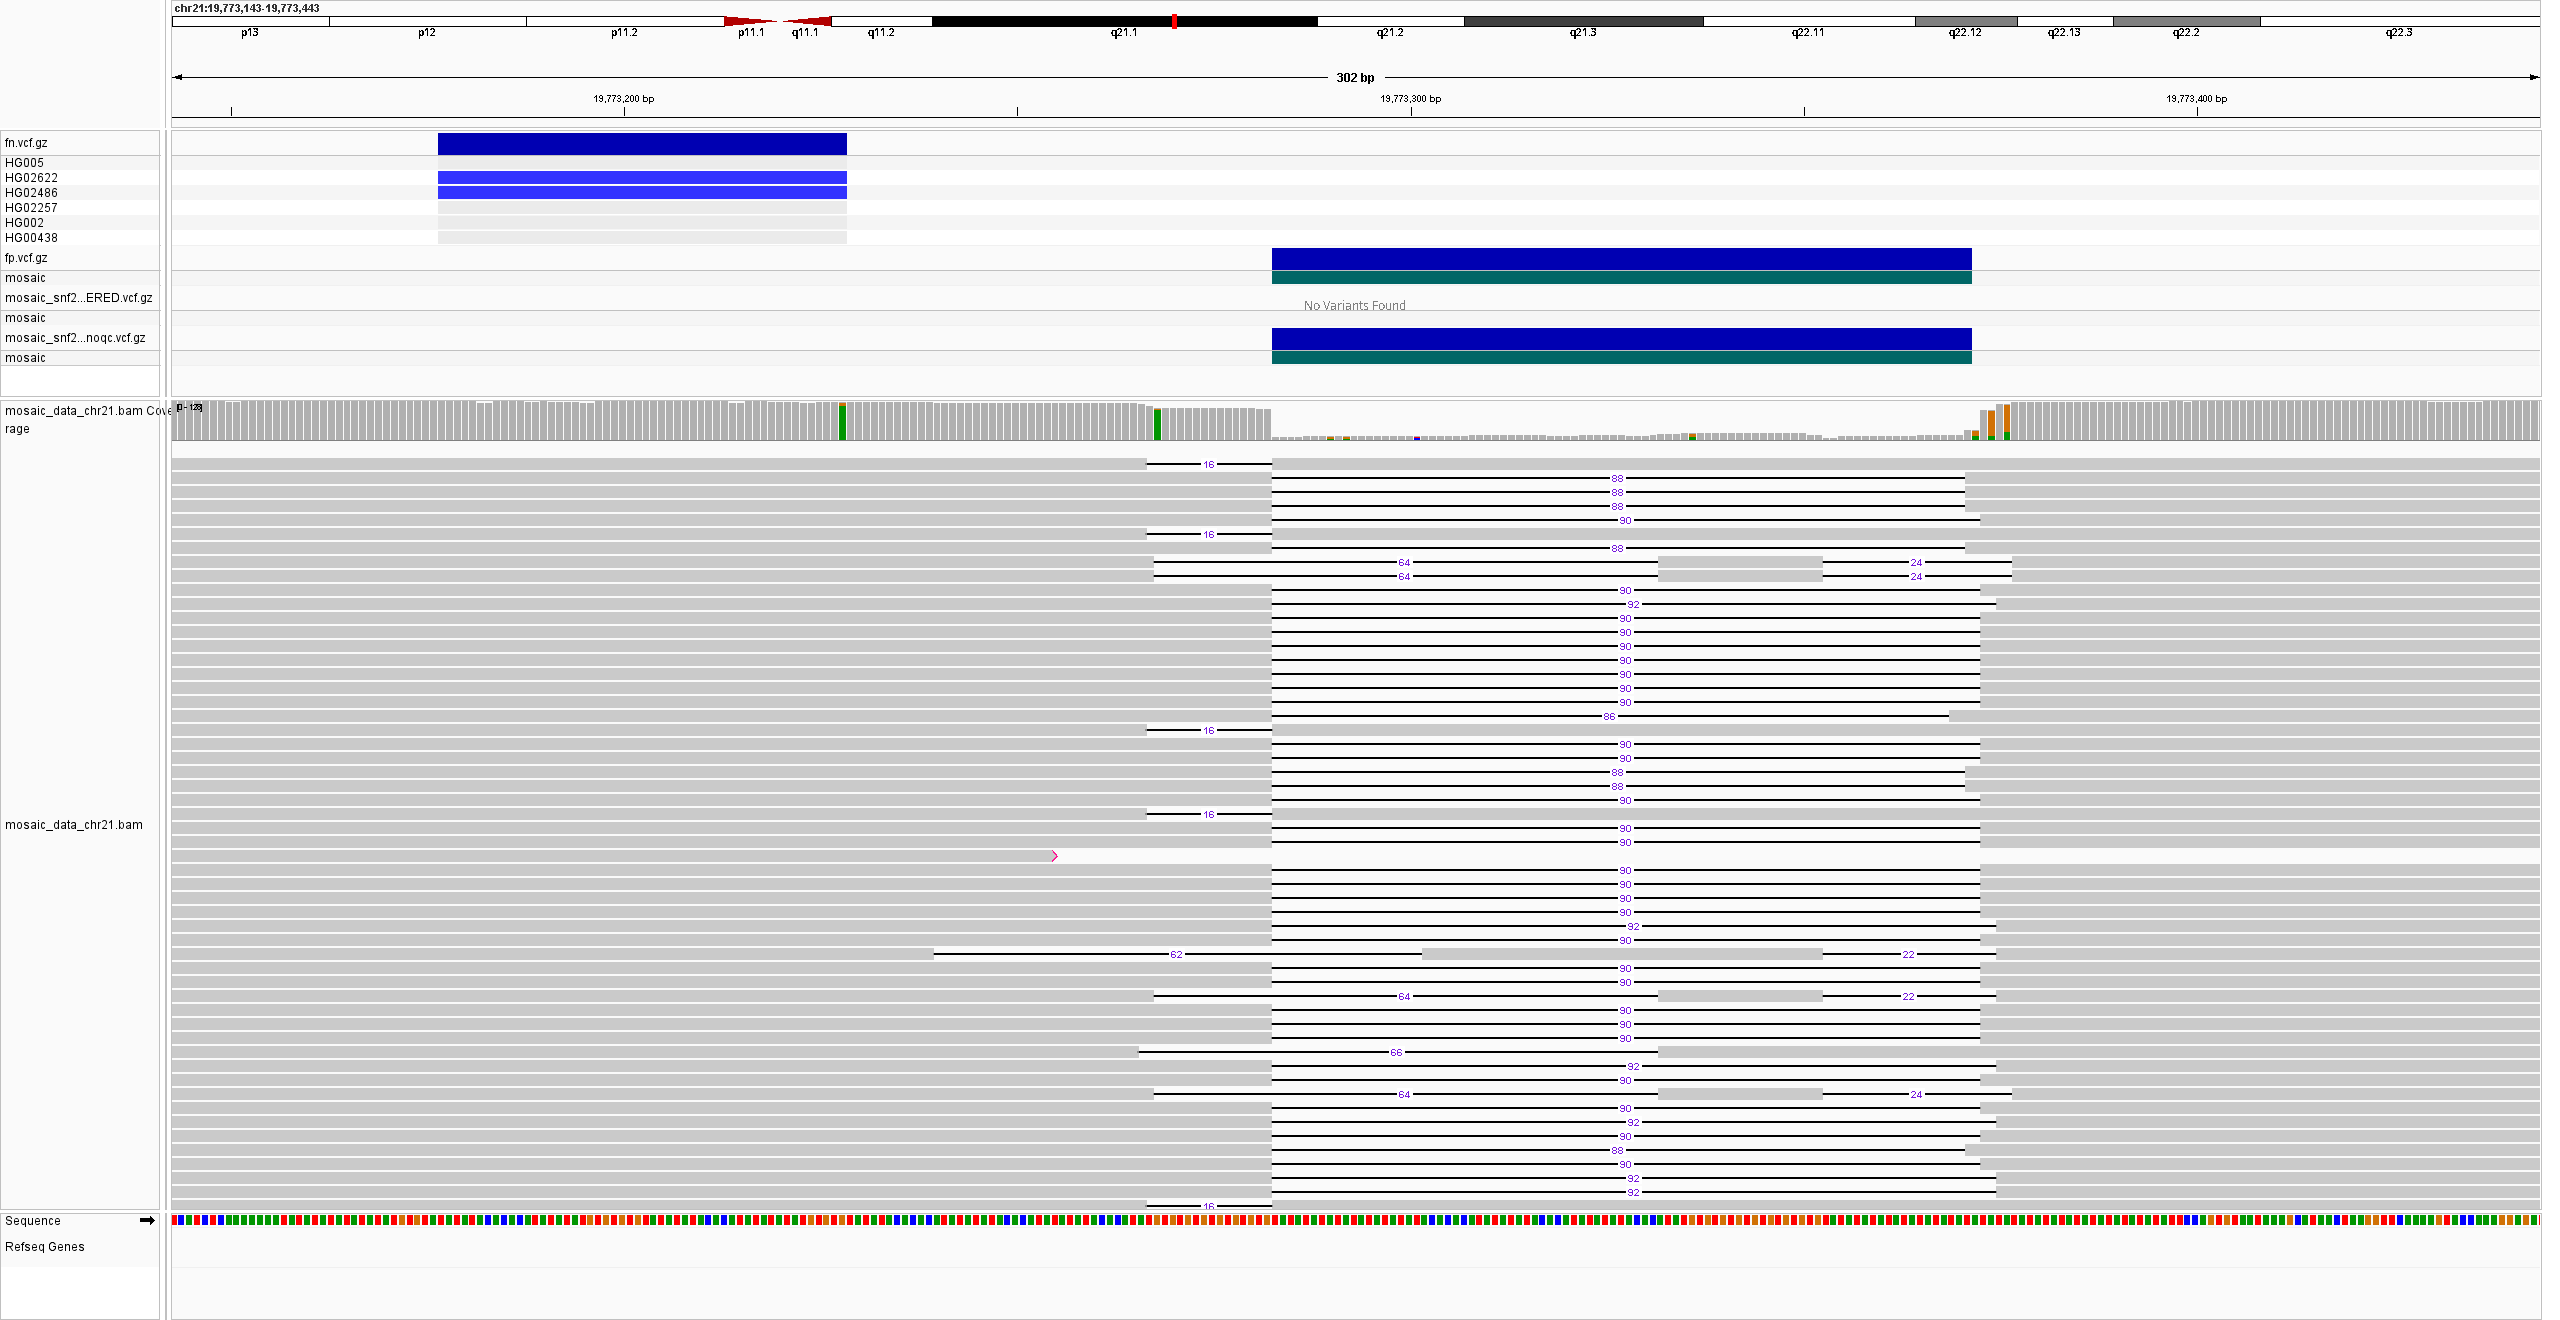 chr21:19,773,143-19,773,443
p13 p12 p11.2 p11.1 q11.1 q11.2 q21.1 q21.2 q21.3 q22.11 q22.12 q22.13 q22.2 q22.3
302 bp
19,773,200 bp 19,773,300 bp 19,773,400 bp
fn.vcf.gz
HG005
HG02622
HG02486
HG02257
HG002
HG00438
fp.vcf.gz
mosaic
mosaic_snf2...ERED.vcf.gz
No Variants Found
mosaic
mosaic_snf2...noqc.vcf.gz
mosaic
mosaic_data_chr21.bam Cove
rage
[0 - 128]
16
88
88
88
90
16
88
64 24
64 24
90
92
90
90
90
90
90
90
90
86
16
90
90
88
88
90
16
mosaic_data_chr21.bam
90
90
90
90
90
90
92
90
62 22
90
90
64 22
90
90
90
66
92
90
64 24
90
92
90
88
90
92
92
16
Sequence
Refseq Genes